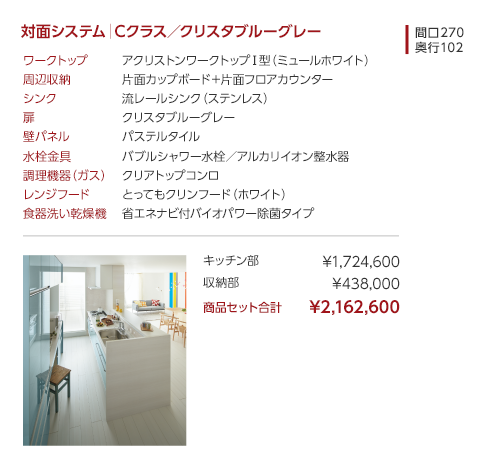 対面システム｜Cクラス／クリスタブルーグレー
間口270
奥行102
ワークトップ アクリストンワークトップI型（ミュールホワイト）
周辺収納 片面カップボード＋片面フロアカウンター
シンク 流レールシンク（ステンレス）
扉 クリスタブルーグレー
壁パネル パステルタイル
水栓金具 バブルシャワー水栓／アルカリイオン整水器
調理機器（ガス） クリアトップコンロ
レンジフード とってもクリンフード（ホワイト）
食器洗い乾燥機 省エネナビ付バイオパワー除菌タイプ
キッチン部 ¥1,724,600
収納部 ¥438,000
商品セット合計 ¥2,162,600